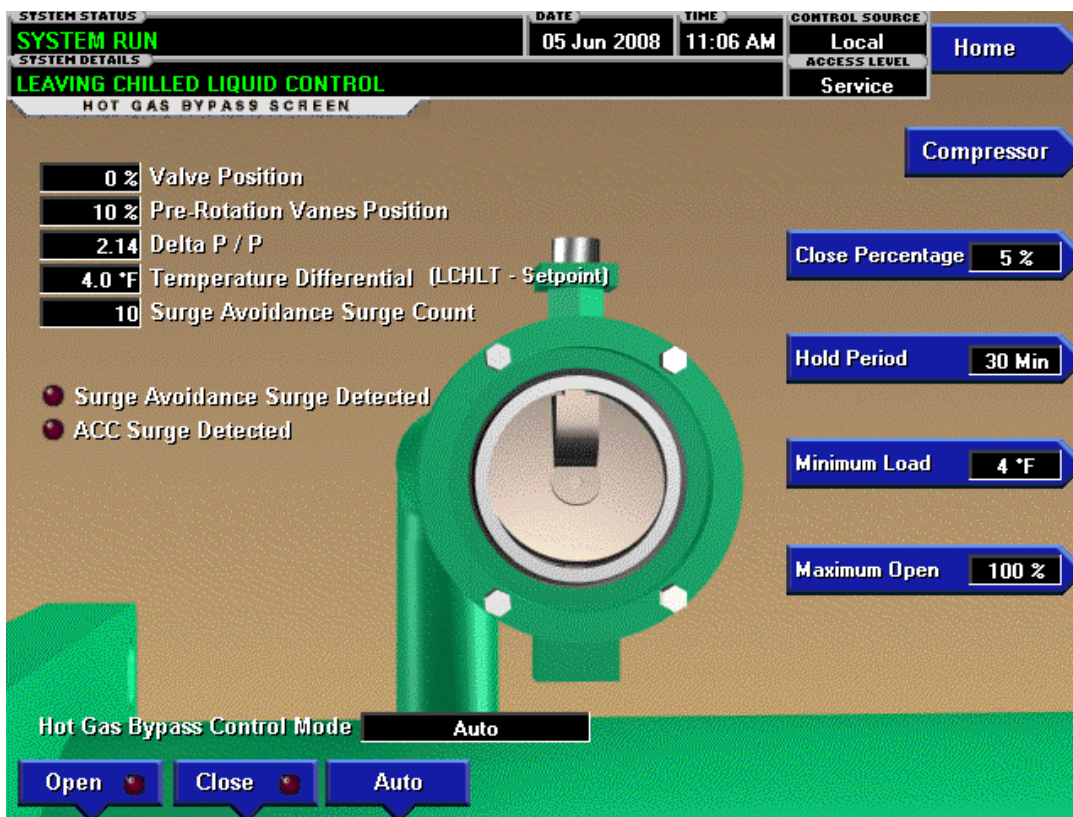 SYSTEM STATUS
DATE
TIME
CONTROL SOURCE
SYSTEM RUN
05 Jun 2008
11:06 AM
Local
Home
SYSTEM DETAILS
ACCESS LEVEL
LEAVING CHILLED LIQUID CONTROL
Service
HOT GAS BYPASS SCREEN
Compressor
0 % Valve Position
10 % Pre-Rotation Vanes Position
2.14 Delta P / P
4.0 °F Temperature Differential (LCHLT - Setpoint)
10 Surge Avoidance Surge Count
Close Percentage 5 %
Hold Period 30 Min
Surge Avoidance Surge Detected
ACC Surge Detected
Minimum Load 4 °F
Maximum Open 100 %
Hot Gas Bypass Control Mode Auto
Open Close Auto